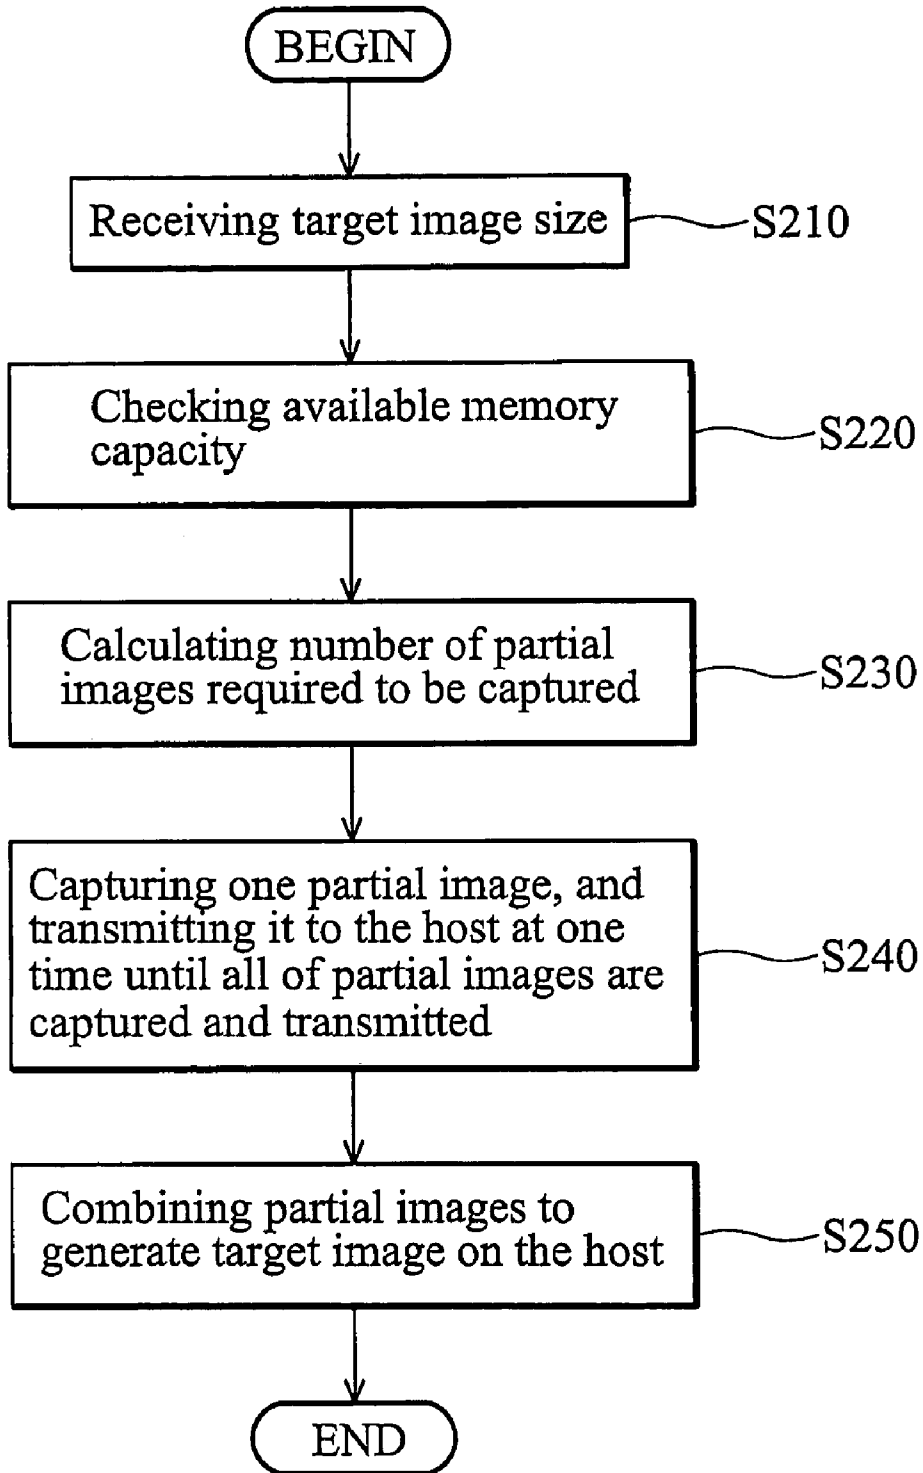 BEGIN
Receiving target image size
S210
Checking available memory
capacity
S220
Calculating number of partial
images required to be captured
S230
Capturing one partial image, and
transmitting it to the host at one
time until all of partial images are
captured and transmitted
S240
Combining partial images to
generate target image on the host
S250
END